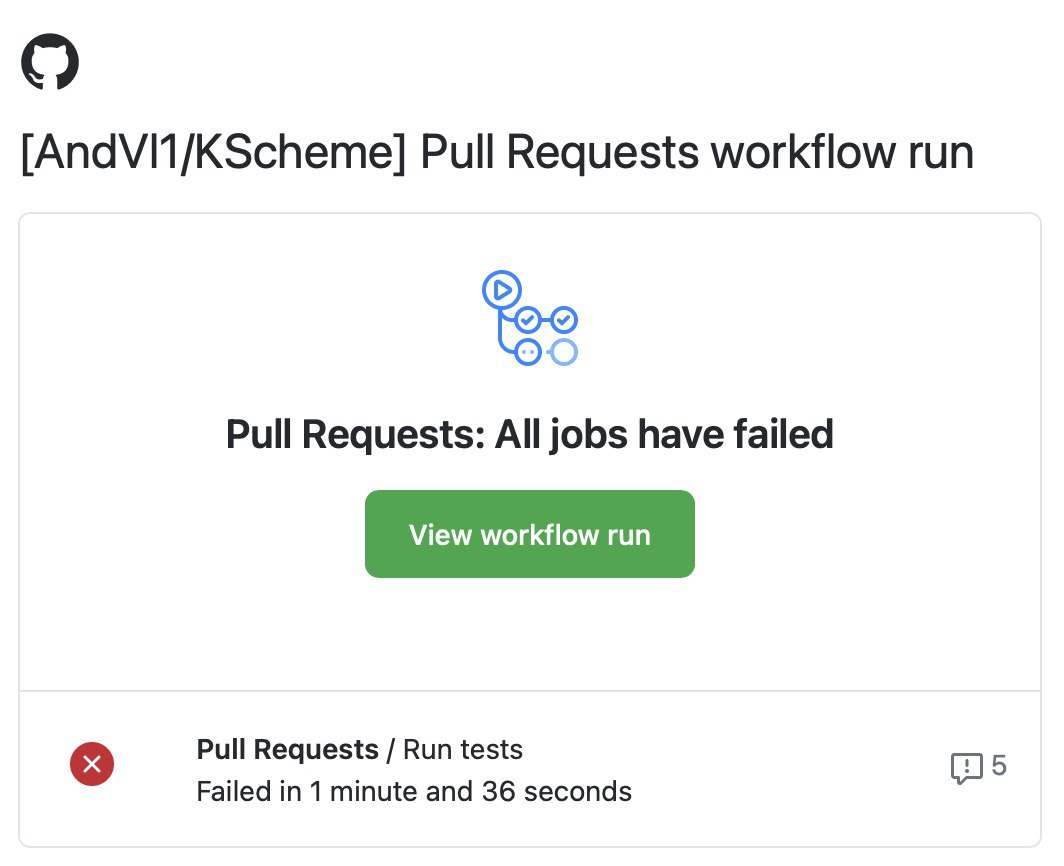 [AndVl1/KScheme] Pull Requests workflow run
Pull Requests: All jobs have failed
View workflow run
Pull Requests / Run tests
Failed in 1 minute and 36 seconds
5